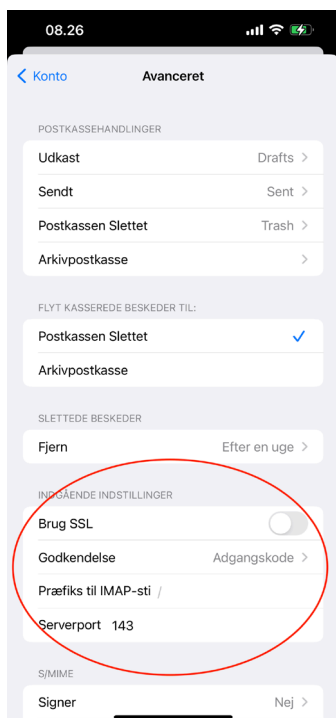 08.26
Konto Avanceret
POSTKASSEHANDLINGER
Udkast Drafts
Sendt Sent
Postkassen Slettet Trash
Arkivpostkasse
FLYT KASSEREDE BESKEDER TIL:
Postkassen Slettet
Arkivpostkasse
SLETTEDE BESKEDER
Fjern Efter en uge
INDGÅENDE INDSTILLINGER
Brug SSL
Godkendelse Adgangskode
Præfiks til IMAP-sti /
Serverport 143
S/MIME
Signer Nej